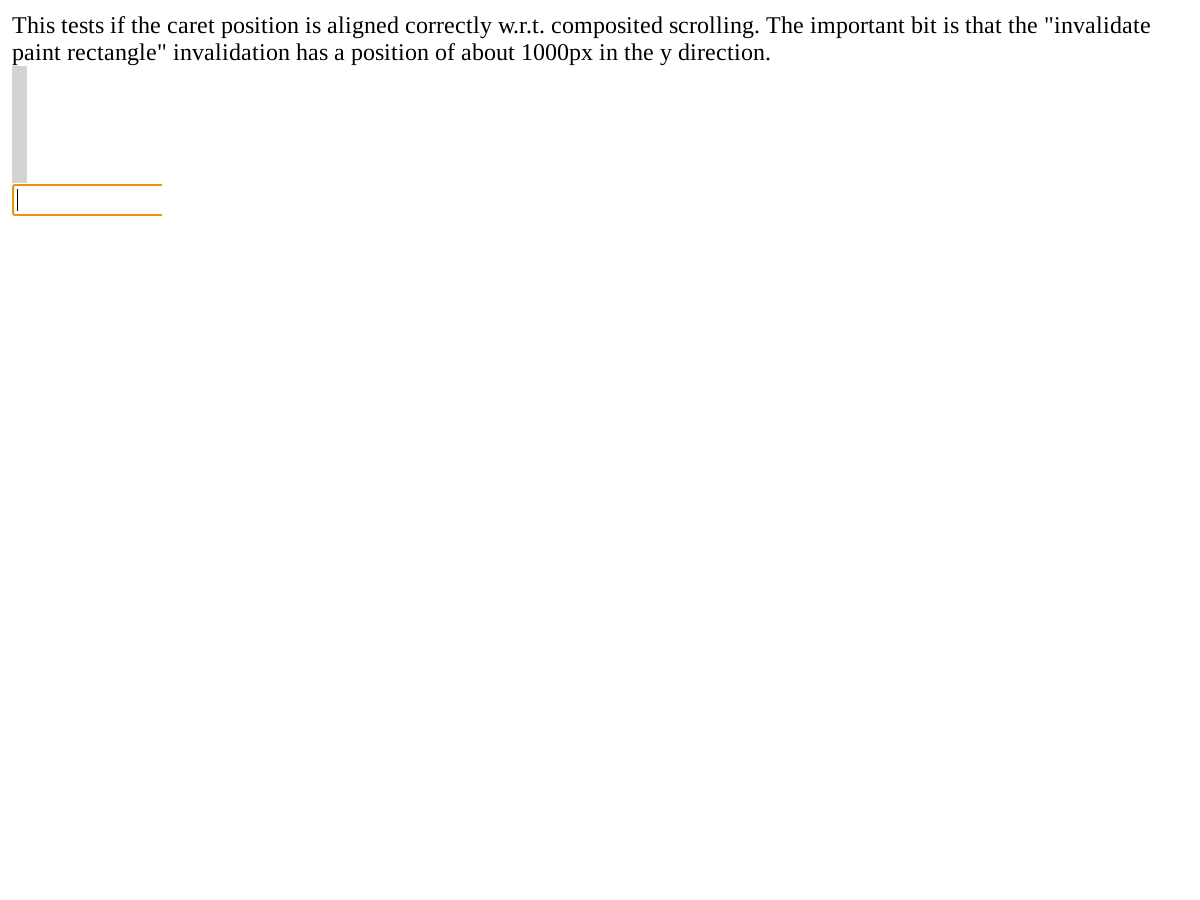 This tests if the caret position is aligned correctly w.r.t. composited scrolling. The important bit is that the "invalidate
paint rectangle" invalidation has a position of about 1000px in the y direction.